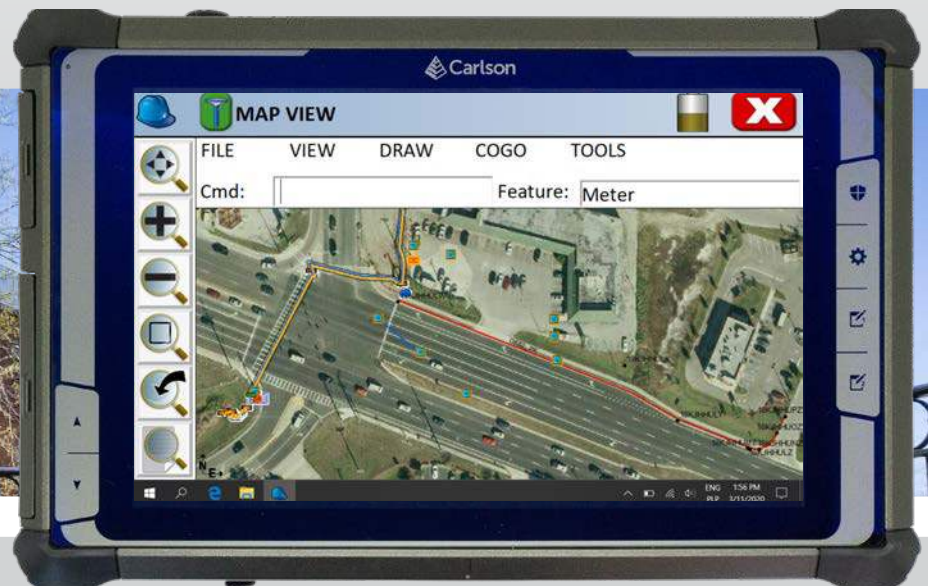 Carlson
MAP VIEW
FILE VIEW DRAW COGO TOOLS
Cmd: Feature: Meter
N
E
ENG 1:56 PM
3/11/2020